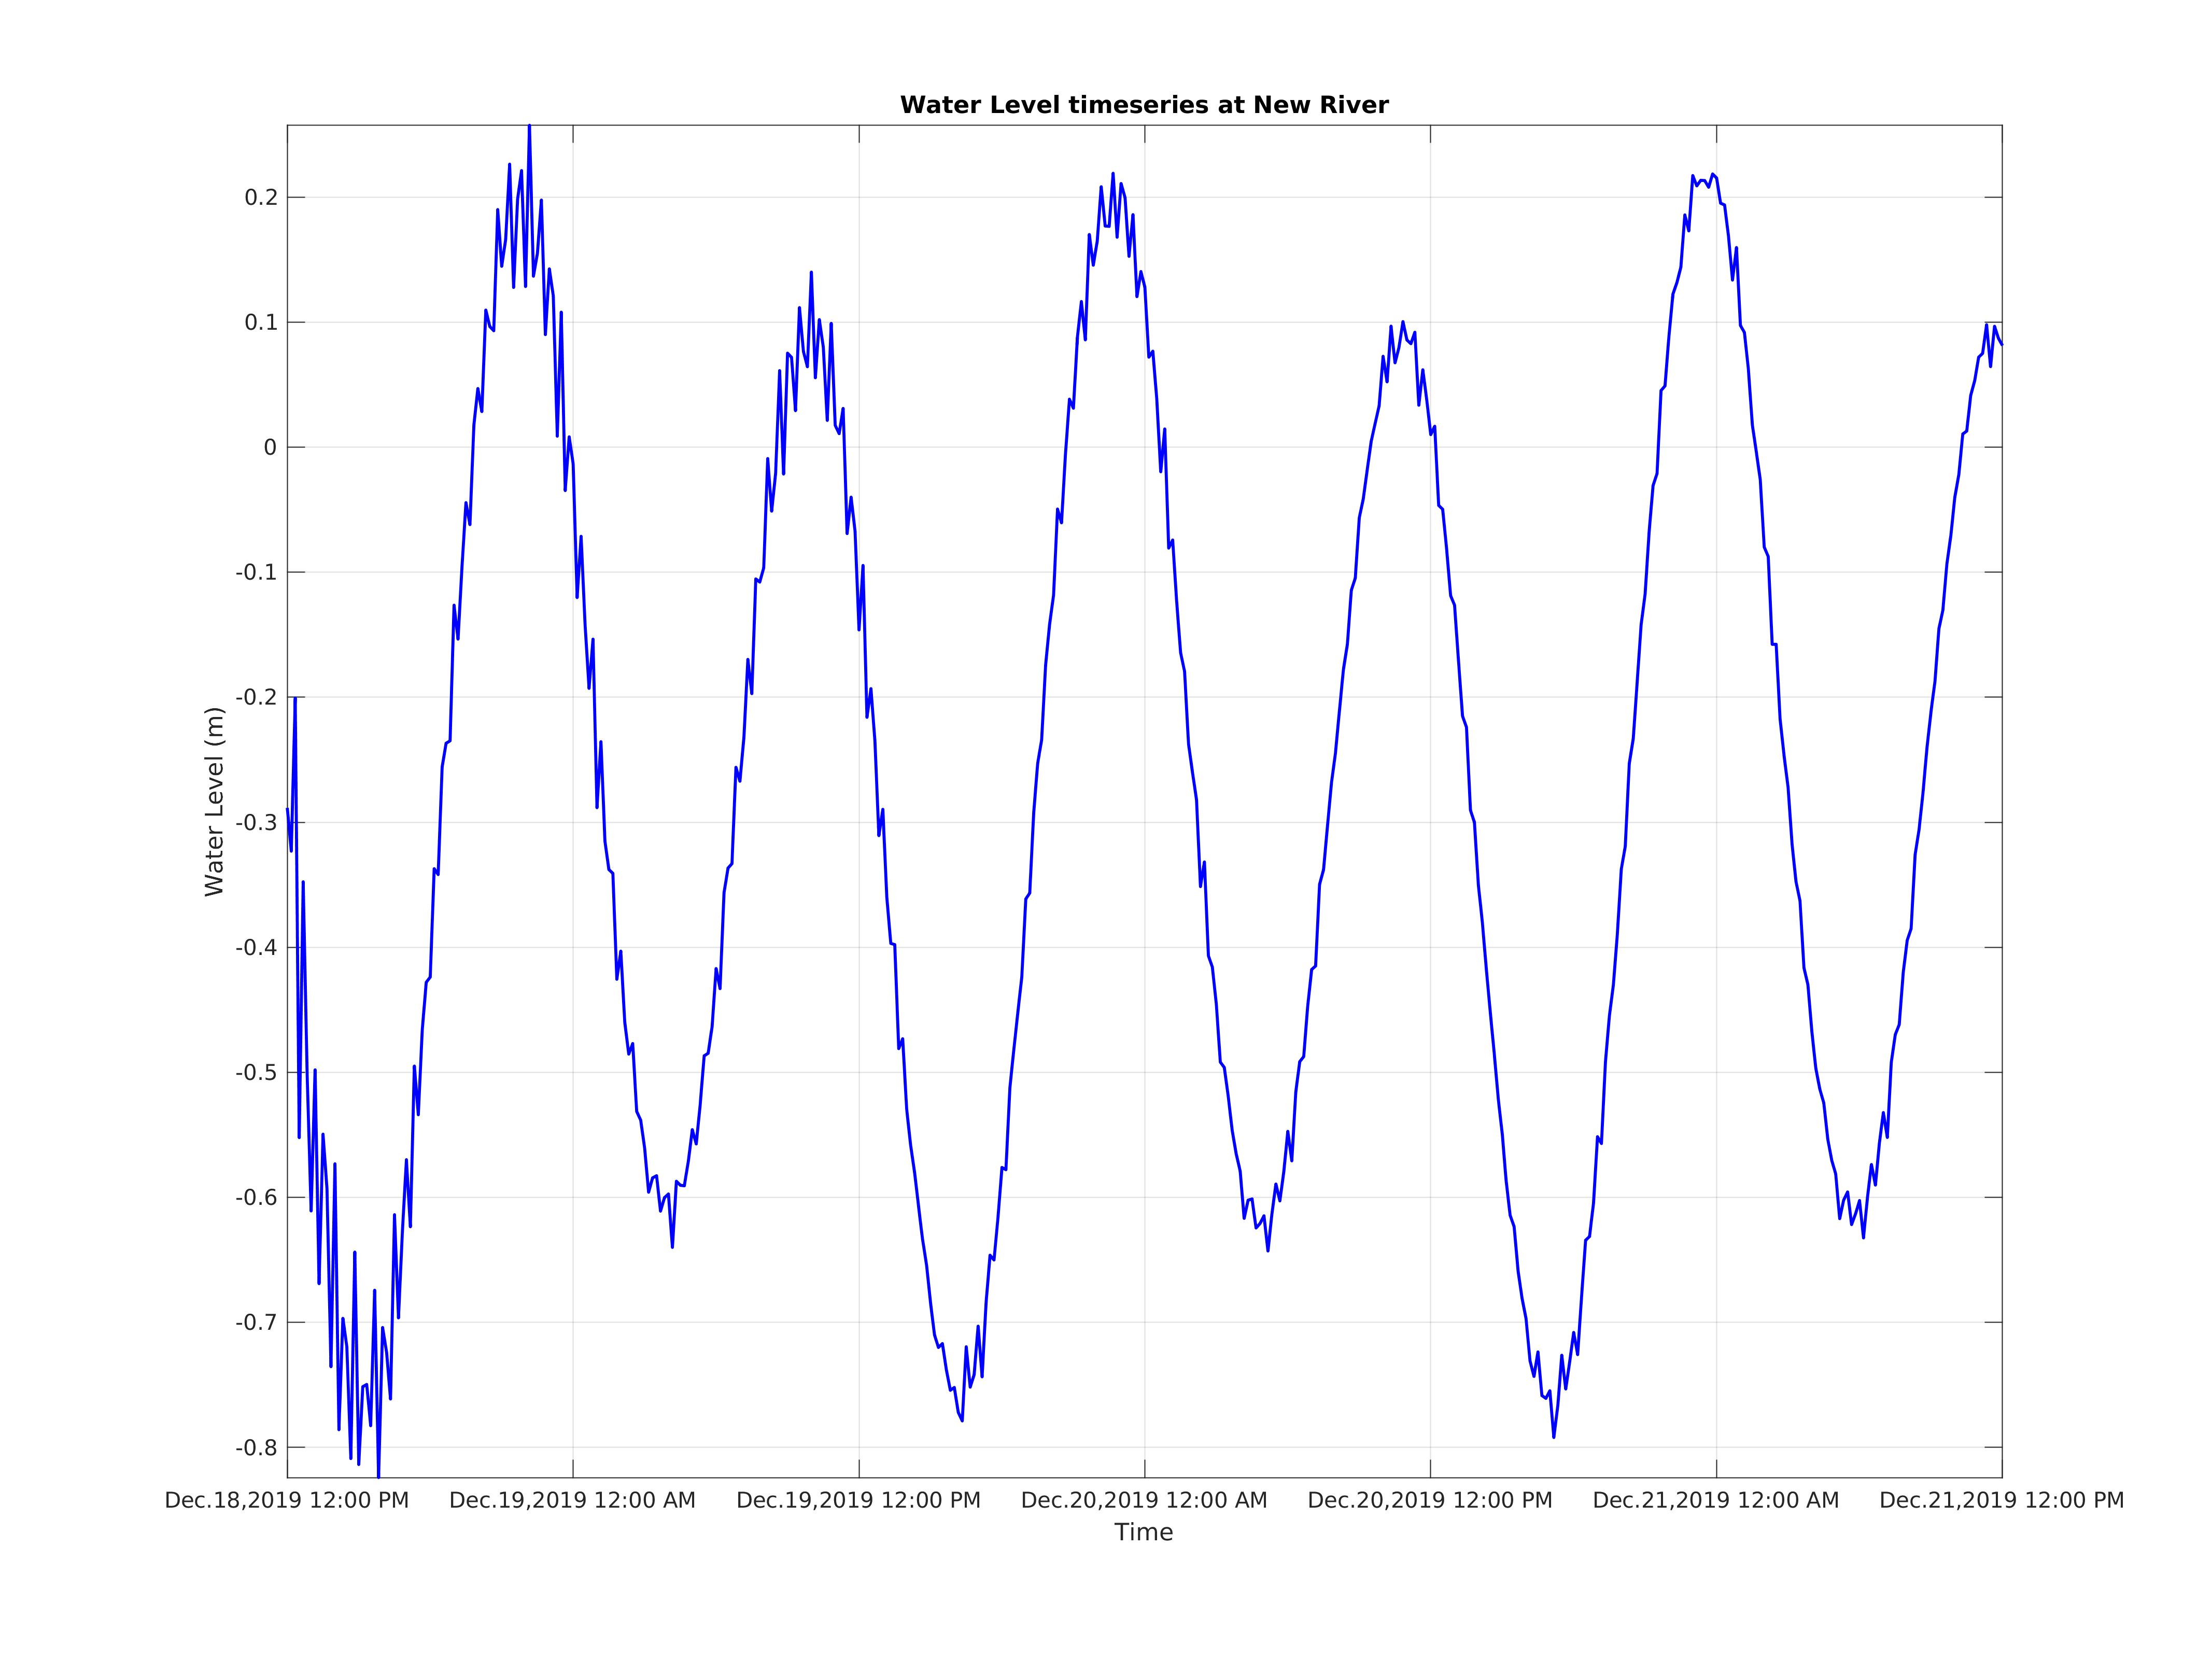 Water Level timeseries at New River
Water Level (m)
0.2
0.1
0
-0.1
-0.2
-0.3
-0.4
-0.5
-0.6
-0.7
-0.8
Dec.18,2019 12:00 PM
Dec.19,2019 12:00 AM
Dec.19,2019 12:00 PM
Dec.20,2019 12:00 AM
Dec.20,2019 12:00 PM
Dec.21,2019 12:00 AM
Dec.21,2019 12:00 PM
Time